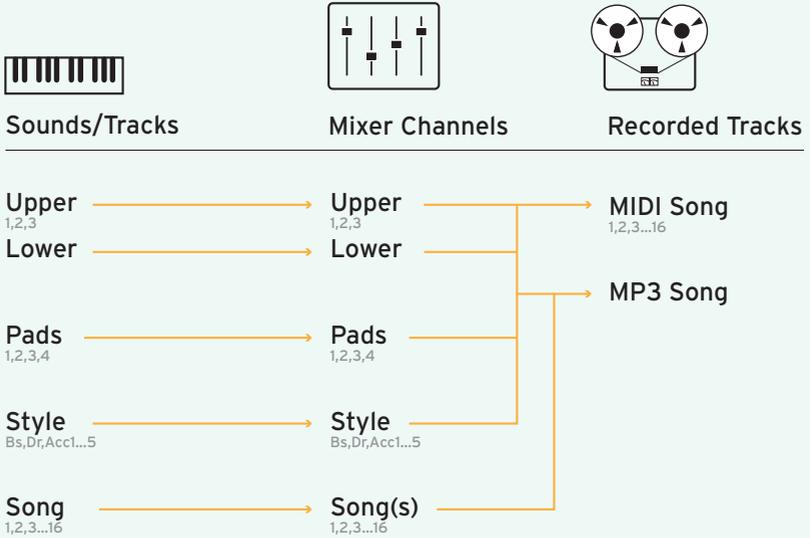 Sounds/Tracks
Mixer Channels
Recorded Tracks
Upper
1,2,3
Upper
1,2,3
MIDI Song
1,2,3...16
Lower
Lower
MP3 Song
Pads
1,2,3,4
Pads
1,2,3,4
Style
Bs,Dr,Acc1...5
Style
Bs,Dr,Acc1...5
Song
1,2,3...16
Song(s)
1,2,3...16